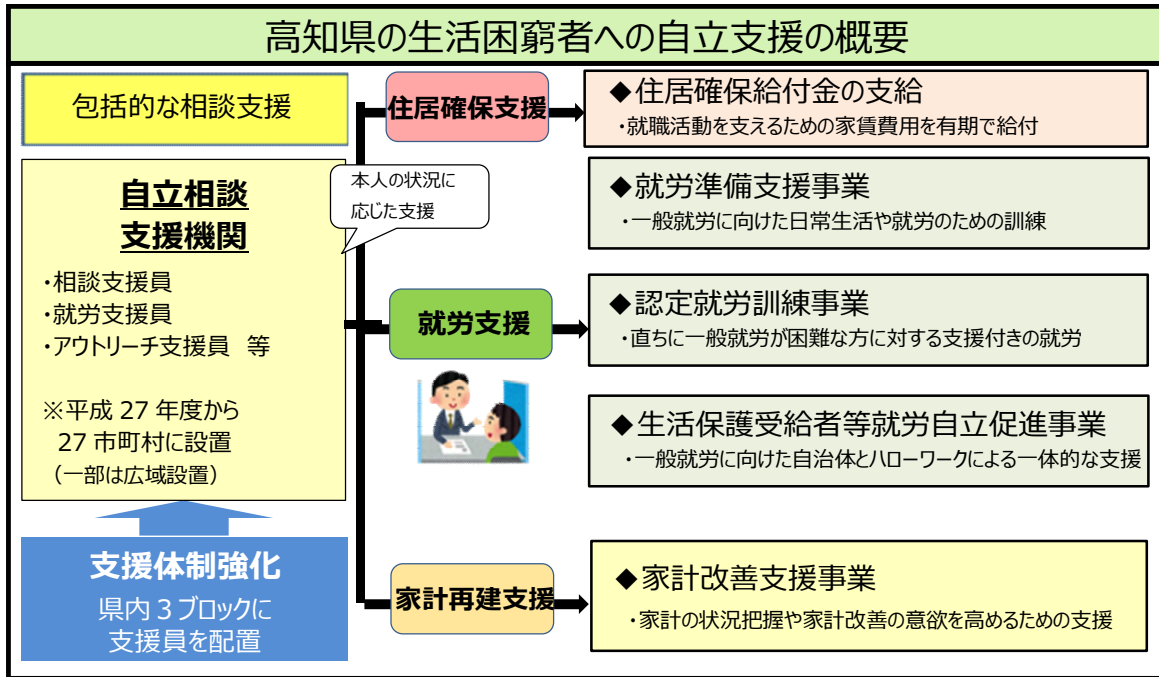 高知県の生活困窮者への自立支援の概要
包括的な相談支援
自立相談
支援機関
・相談支援員
・就労支援員
・アウトリーチ支援員 等
※平成 27 年度から
27 市町村に設置
(一部は広域設置)
支援体制強化
県内 3 ブロックに
支援員を配置
本人の状況に
応じた支援
住居確保支援
◆住居確保給付金の支給
・就職活動を支えるための家賃費用を有期で給付
就労支援
◆就労準備支援事業
・一般就労に向けた日常生活や就労のための訓練
◆認定就労訓練事業
・直ちに一般就労が困難な方に対する支援付きの就労
◆生活保護受給者等就労自立促進事業
・一般就労に向けた自治体とハローワークによる一体的な支援
家計再建支援
◆家計改善支援事業
・家計の状況把握や家計改善の意欲を高めるための支援